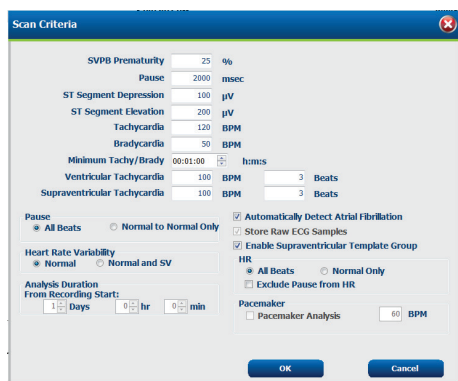 Scan Criteria
SVPB Prematurity 25 %
Pause 2000 msec
ST Segment Depression 100 µV
ST Segment Elevation 200 µV
Tachycardia 120 BPM
Bradycardia 50 BPM
Minimum Tachy/Brady 00:01:00 h:m:s
Ventricular Tachycardia 100 BPM 3 Beats
Supraventricular Tachycardia 100 BPM 3 Beats
Pause
All Beats Normal to Normal Only
Heart Rate Variability
Normal Normal and SV
Analysis Duration
From Recording Start:
1 Days 0 hr 0 min
Automatically Detect Atrial Fibrillation
Store Raw ECG Samples
Enable Supraventricular Template Group
HR
All Beats Normal Only
Exclude Pause from HR
Pacemaker
Pacemaker Analysis 60 BPM
OK Cancel